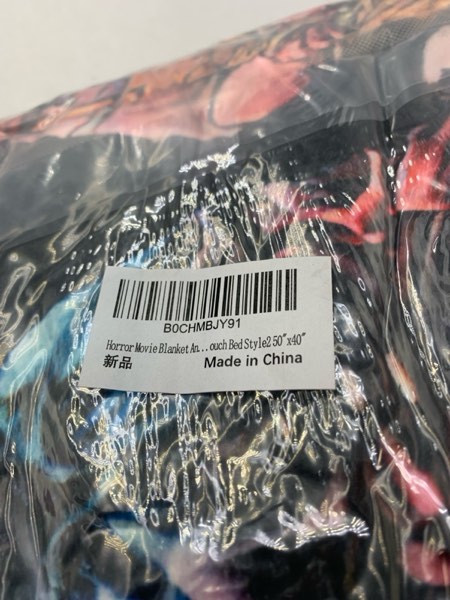 B0CHMBJY91
Horror Movie Blanket An...ouch Bed Style2 50"x40"
新品 Made in China